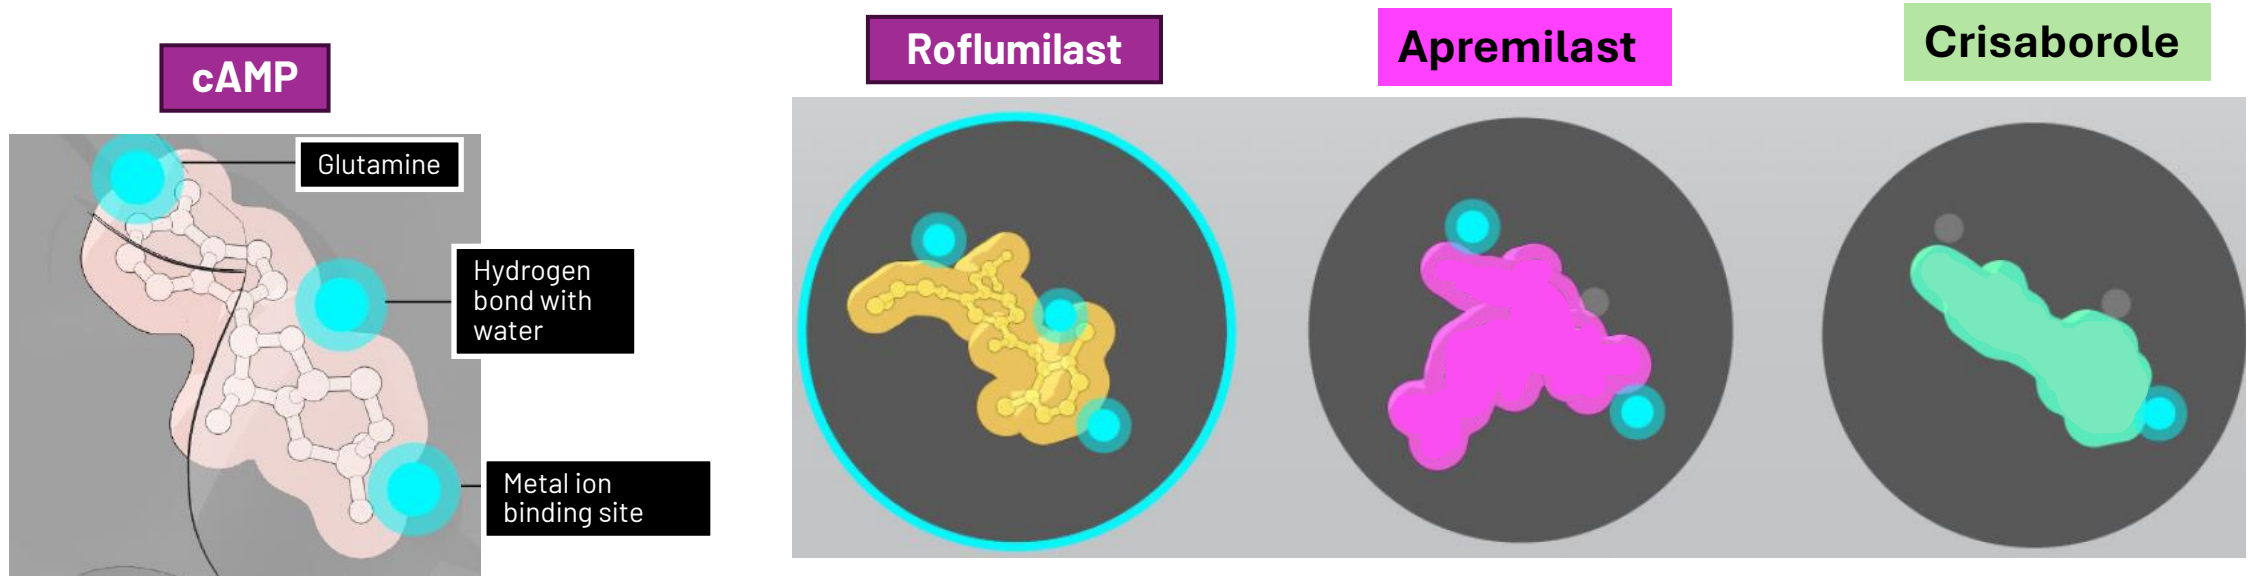 cAMP
Glutamine
Hydrogen
bond with
water
Metal ion
binding site
Roflumilast
Apremilast
Crisaborole